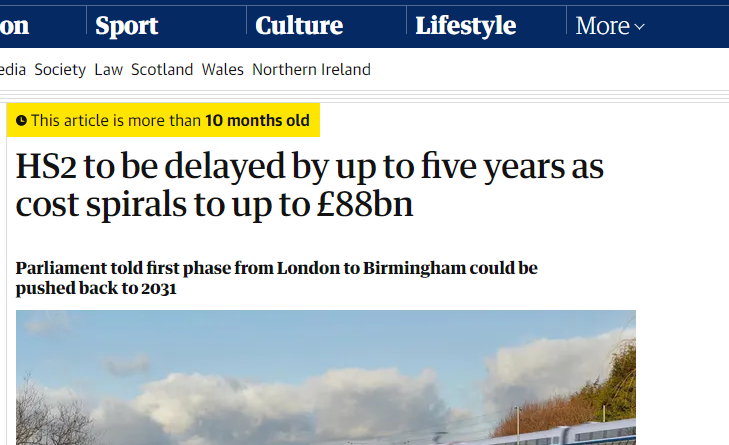 on Sport Culture Lifestyle More
edia Society Law Scotland Wales Northern Ireland
This article is more than 10 months old
HS2 to be delayed by up to five years as
cost spirals to up to £88bn
Parliament told first phase from London to Birmingham could be
pushed back to 2031